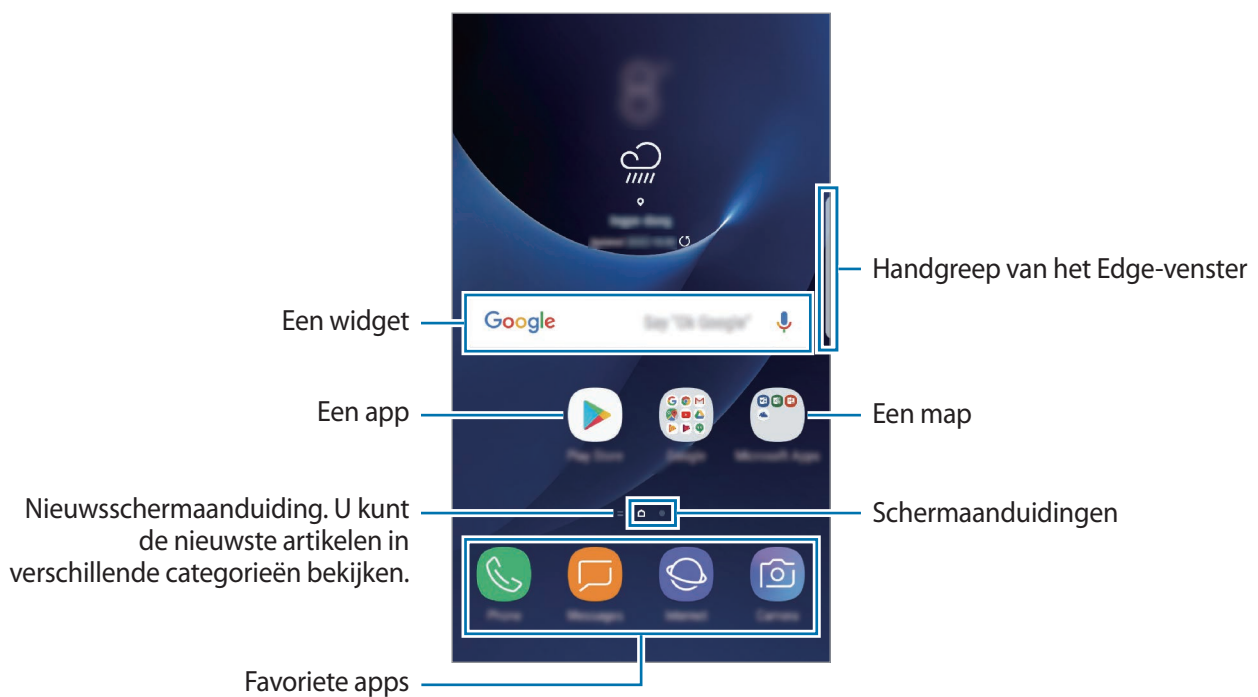 Google
Een widget
Handgreep van het Edge-venster
Een app
Een map
Nieuwsschermaanduiding. U kunt
de nieuwste artikelen in
verschillende categorieën bekijken.
Schermaanduidingen
Favoriete apps